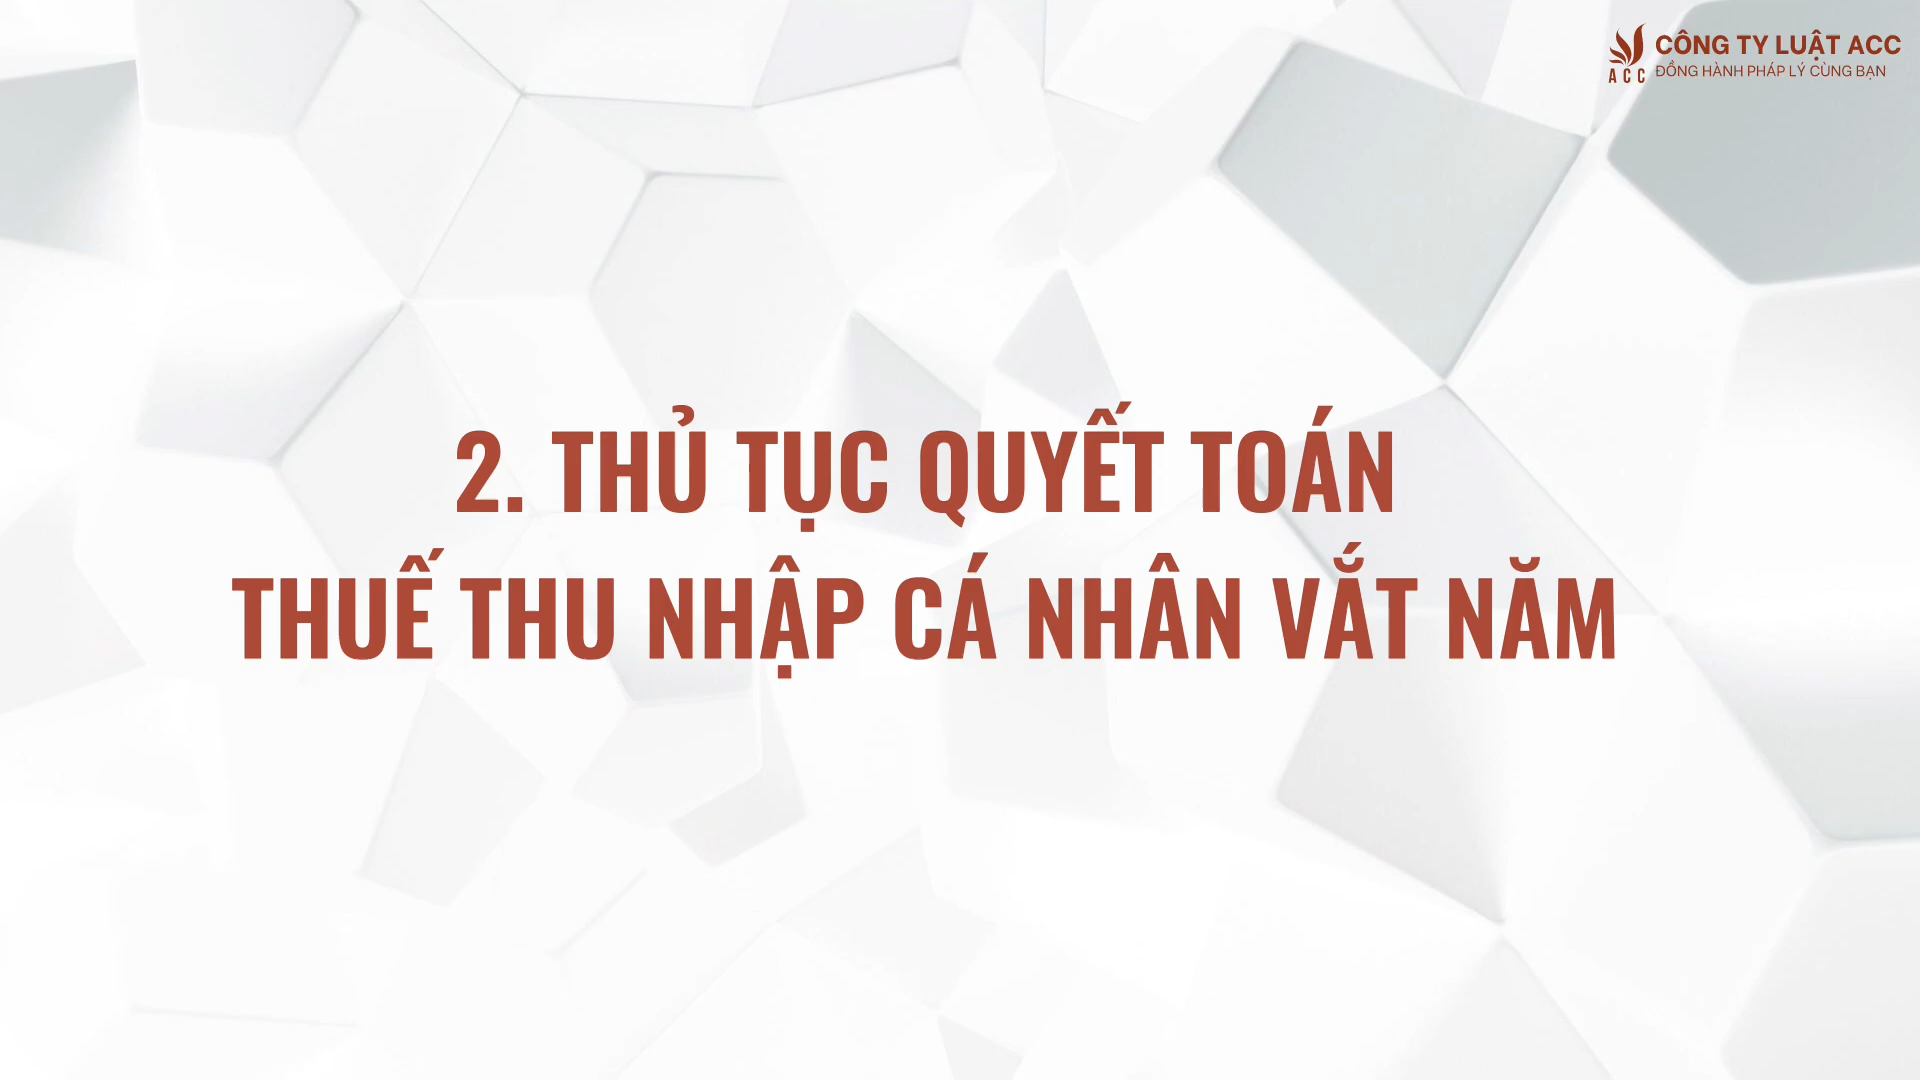 CÔNG TY LUẬT ACC
ĐỒNG HÀNH PHÁP LÝ CÙNG BẠN
ACC
2. THỦ TỤC QUYẾT TOÁN
THUẾ THU NHẬP CÁ NHÂN VẮT NĂM